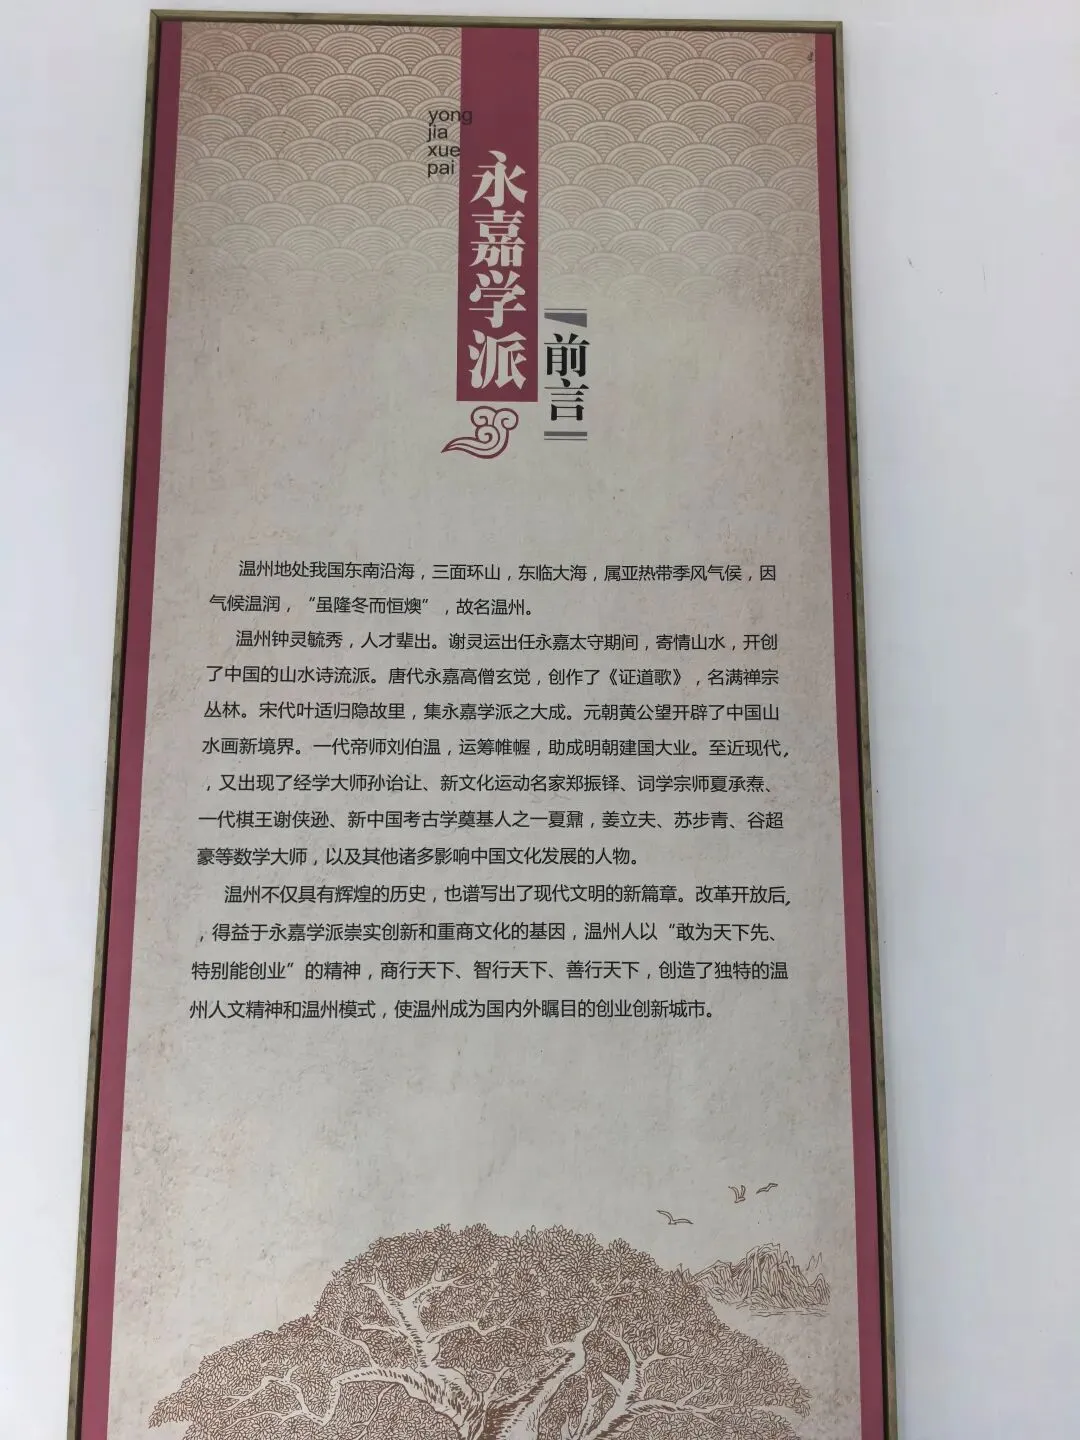 yong
jia
xue
pai
永嘉学派
前言
温州地处我国东南沿海，三面环山，东临大海，属亚热带季风气侯，因
气候温润，“虽隆冬而恒燠”，故名温州。
温州钟灵毓秀，人才辈出。谢灵运出任永嘉太守期间，寄情山水，开创
了中国的山水诗流派。唐代永嘉高僧玄觉，创作了《证道歌》，名满禅宗
丛林。宋代叶适归隐故里，集永嘉学派之大成。元朝黄公望开辟了中国山
水画新境界。一代帝师刘伯温，运筹帷幄，助成明朝建国大业。至近现代，
，又出现了经学大师孙诒让、新文化运动名家郑振铎、词学宗师夏承焘、
一代棋王谢侠逊、新中国考古学奠基人之一夏鼐，姜立夫、苏步青、谷超
豪等数学大师，以及其他诸多影响中国文化发展的人物。
温州不仅具有辉煌的历史，也谱写出了现代文明的新篇章。改革开放后，
，得益于永嘉学派崇实创新和重商文化的基因，温州人以“敢为天下先、
特别能创业”的精神，商行天下、智行天下、善行天下，创造了独特的温
州人文精神和温州模式，使温州成为国内外瞩目的创业创新城市。